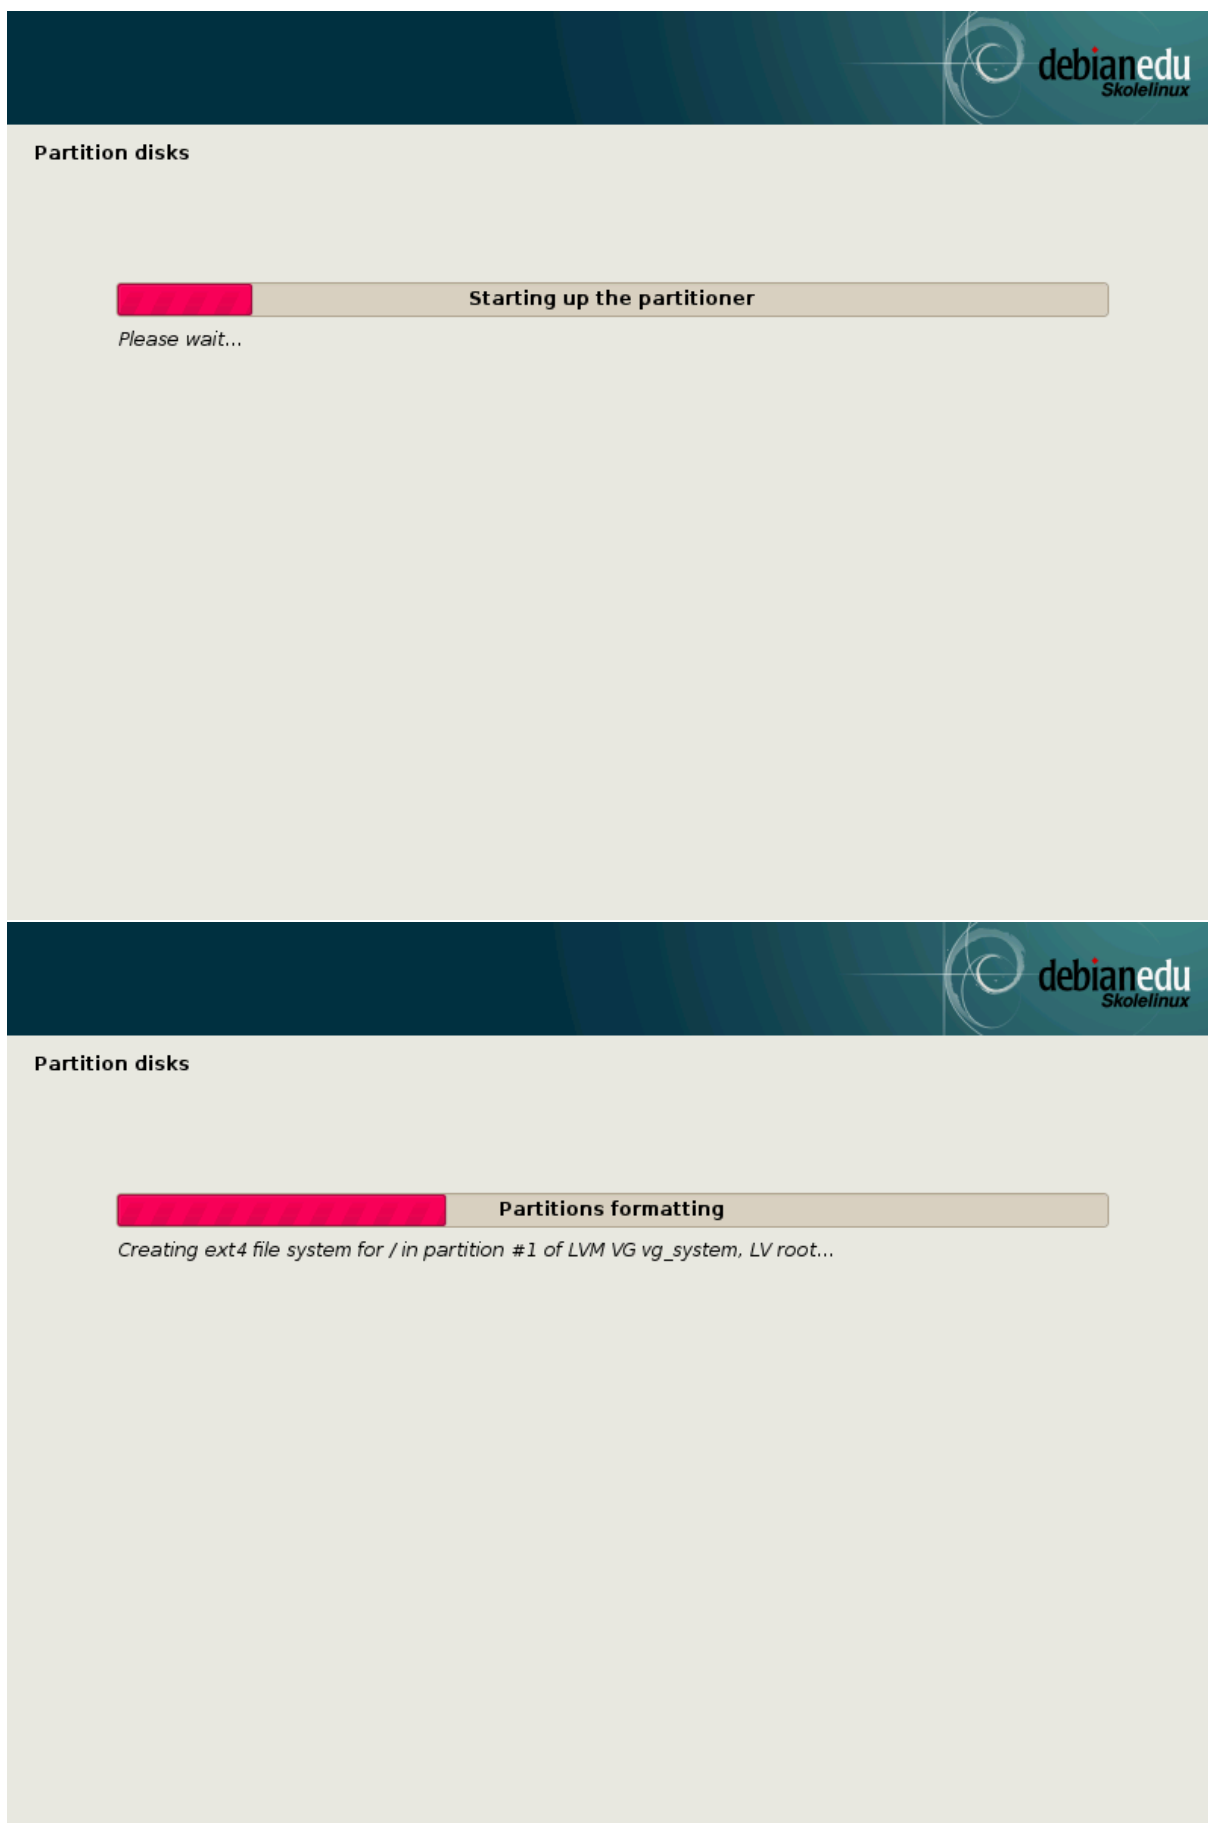 debianedu
Skolelinux
Partition disks
Starting up the partitioner
Please wait...
debianedu
Skolelinux
Partition disks
Partitions formatting
Creating ext4 file system for / in partition #1 of LVM VG vg_system, LV root...